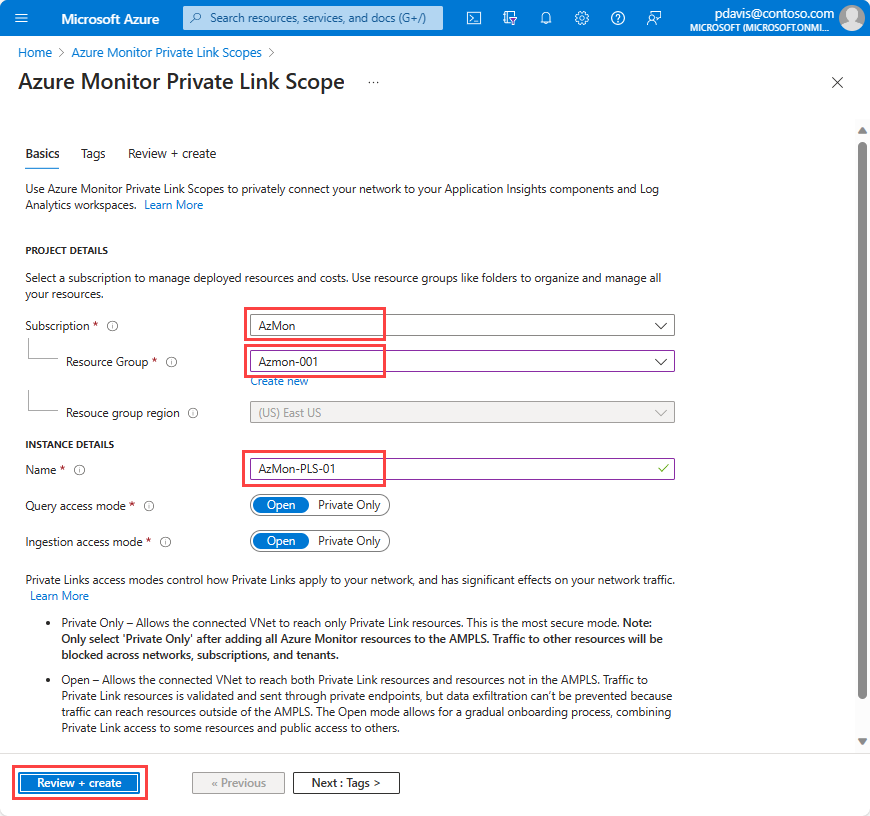 Microsoft Azure
Search resources, services, and docs (G+/)
pdavis@contoso.com
MICROSOFT (MICROSOFT.ONMI...
Home > Azure Monitor Private Link Scopes >
Azure Monitor Private Link Scope ...
Basics Tags Review + create
Use Azure Monitor Private Link Scopes to privately connect your network to your Application Insights components and Log
Analytics workspaces. Learn More
PROJECT DETAILS
Select a subscription to manage deployed resources and costs. Use resource groups like folders to organize and manage all
your resources.
Subscription * AzMon
Resource Group * Azmon-001
Create new
Resouce group region (US) East US
INSTANCE DETAILS
Name * AzMon-PLS-01
Query access mode * Open Private Only
Ingestion access mode * Open Private Only
Private Links access modes control how Private Links apply to your network, and has significant effects on your network traffic.
Learn More
• Private Only – Allows the connected VNet to reach only Private Link resources. This is the most secure mode. Note:
Only select 'Private Only' after adding all Azure Monitor resources to the AMPLS. Traffic to other resources will be
blocked across networks, subscriptions, and tenants.
• Open – Allows the connected VNet to reach both Private Link resources and resources not in the AMPLS. Traffic to
Private Link resources is validated and sent through private endpoints, but data exfiltration can't be prevented because
traffic can reach resources outside of the AMPLS. The Open mode allows for a gradual onboarding process, combining
Private Link access to some resources and public access to others.
Review + create « Previous Next : Tags >